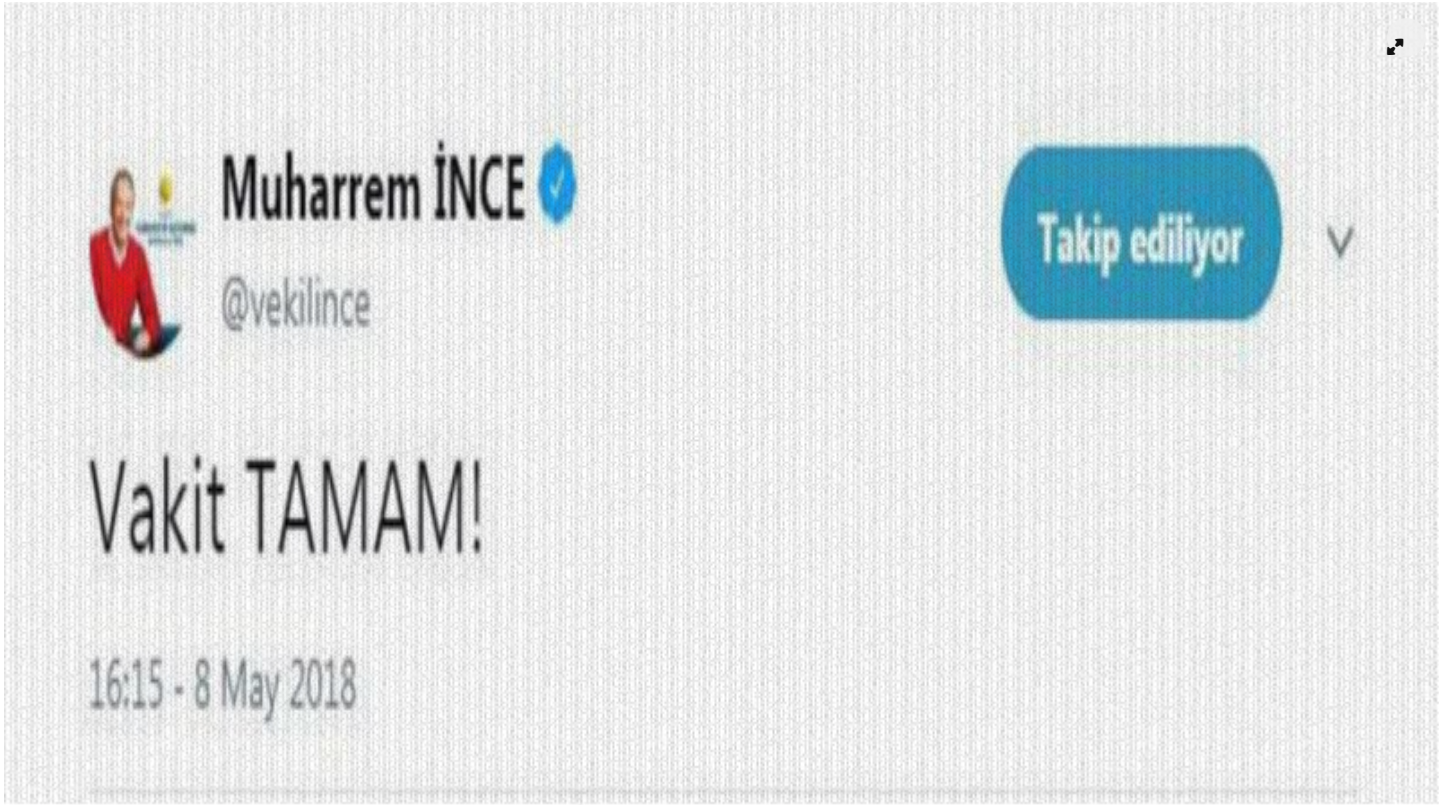 Muharrem İNCE
@vekilince
Takip ediliyor
Vakit TAMAM!
16:15 - 8 May 2018